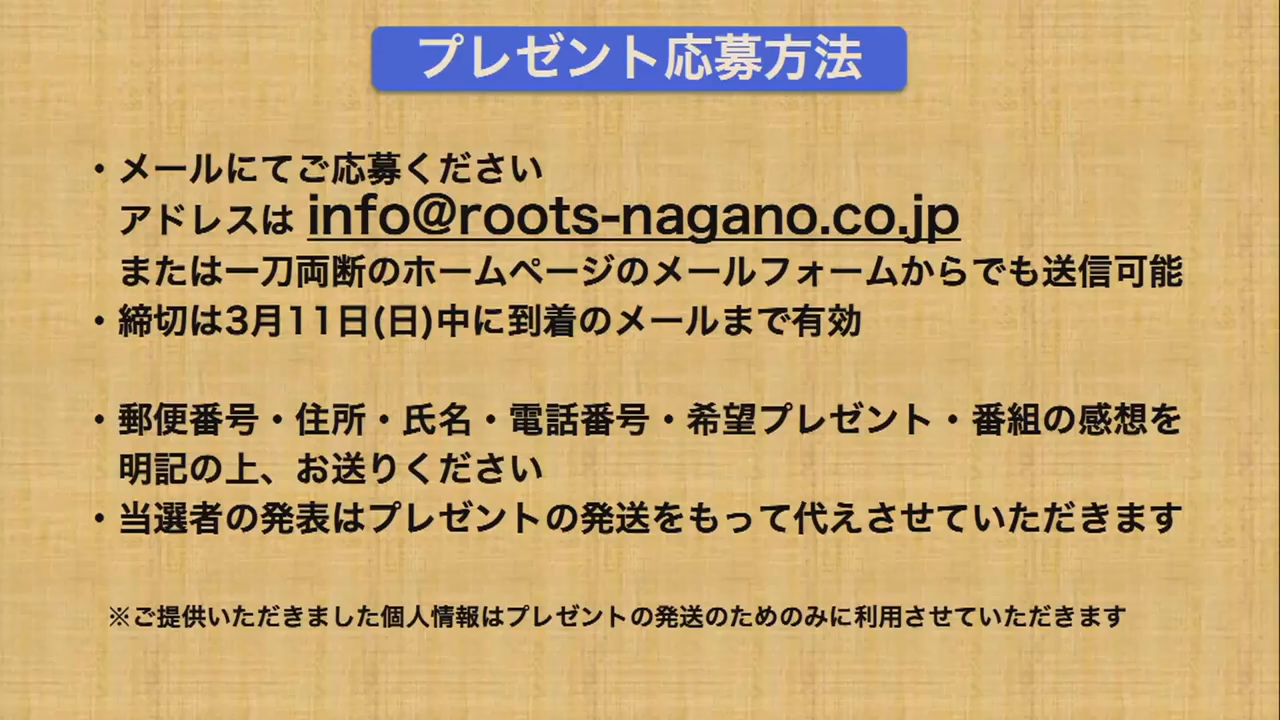 プレゼント応募方法
・メールにてご応募ください
アドレスは info@roots-nagano.co.jp
または一刀両断のホームページのメールフォームからでも送信可能
・締切は3月11日(日)中に到着のメールまで有効
・郵便番号・住所・氏名・電話番号・希望プレゼント・番組の感想を
明記の上、お送りください
・当選者の発表はプレゼントの発送をもって代えさせていただきます
※ご提供いただきました個人情報はプレゼントの発送のためのみに利用させていただきます